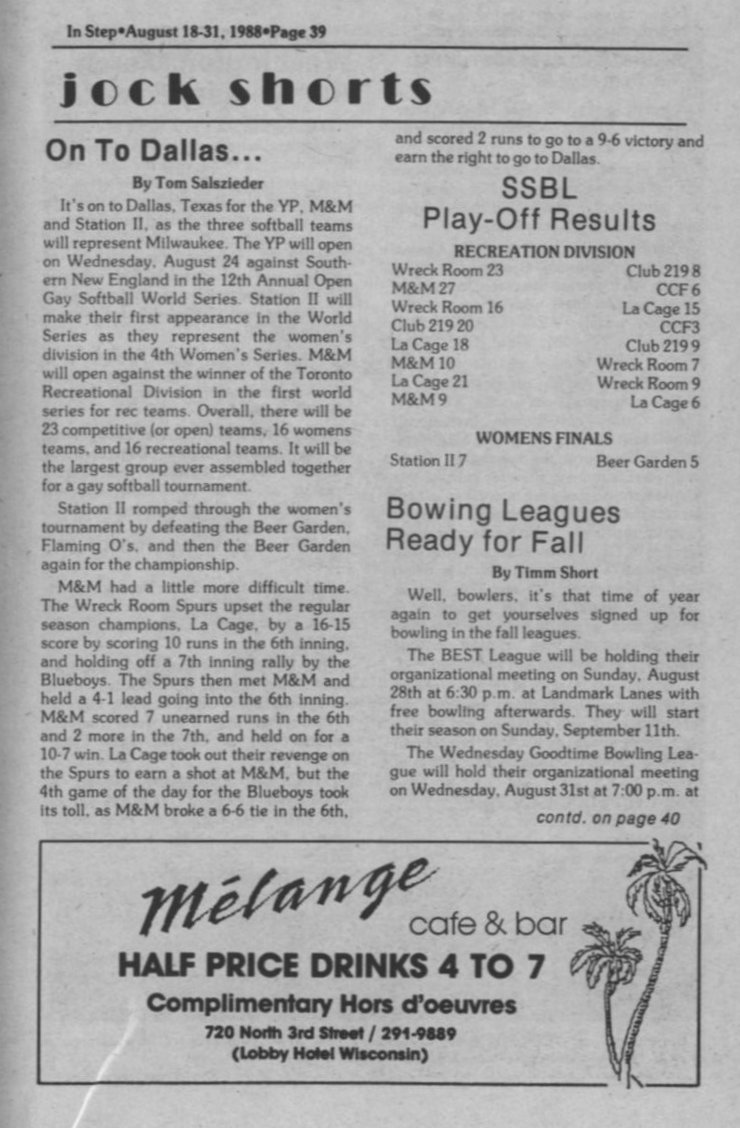 In Step•August 18-31, 1988•Page 39
jock shorts
On To Dallas...
By Tom Salszieder
It's on to Dallas, Texas for the YP, M&M
and Station II, as the three softball teams
will represent Milwaukee. The YP will open
on Wednesday, August 24 against South-
ern New England in the 12th Annual Open
Gay Softball World Series. Station II will
make their first appearance in the World
Series as they represent the women's
division in the 4th Women's Series. M&M
will open against the winner of the Toronto
Recreational Division in the first world
series for rec teams. Overall, there will be
23 competitive (or open) teams, 16 womens
teams, and 16 recreational teams. It will be
the largest group ever assembled together
for a gay softball tournament.
Station II romped through the women's
tournament by defeating the Beer Garden,
Flaming O's, and then the Beer Garden
again for the championship.
M&M had a little more difficult time.
The Wreck Room Spurs upset the regular
season champions, La Cage, by a 16-15
score by scoring 10 runs in the 6th inning,
and holding off a 7th inning rally by the
Blueboys. The Spurs then met M&M and
held a 4-1 lead going into the 6th inning.
M&M scored 7 unearned runs in the 6th
and 2 more in the 7th, and held on for a
10-7 win. La Cage took out their revenge on
the Spurs to earn a shot at M&M, but the
4th game of the day for the Blueboys took
its toll, as M&M broke a 6-6 tie in the 6th,
and scored 2 runs to go to a 9-6 victory and
earn the right to go to Dallas.
SSBL
Play-Off Results
RECREATION DIVISION
Wreck Room 23 Club 219 8
M&M 27 CCF 6
Wreck Room 16 La Cage 15
Club 219 20 CCF3
La Cage 18 Club 219 9
M&M 10 Wreck Room 7
La Cage 21 Wreck Room 9
M&M 9 La Cage 6
WOMENS FINALS
Station II 7 Beer Garden 5
Bowing Leagues
Ready for Fall
By Timm Short
Well, bowlers, it's that time of year
again to get yourselves signed up for
bowling in the fall leagues.
The BEST League will be holding their
organizational meeting on Sunday, August
28th at 6:30 p.m. at Landmark Lanes with
free bowling afterwards. They will start
their season on Sunday, September 11th.
The Wednesday Goodtime Bowling Lea-
gue will hold their organizational meeting
on Wednesday, August 31st at 7:00 p.m. at
contd. on page 40
Mélange
cafe & bar
HALF PRICE DRINKS 4 TO 7
Complimentary Hors d'oeuvres
720 North 3rd Street / 291-9889
(Lobby Hotel Wisconsin)